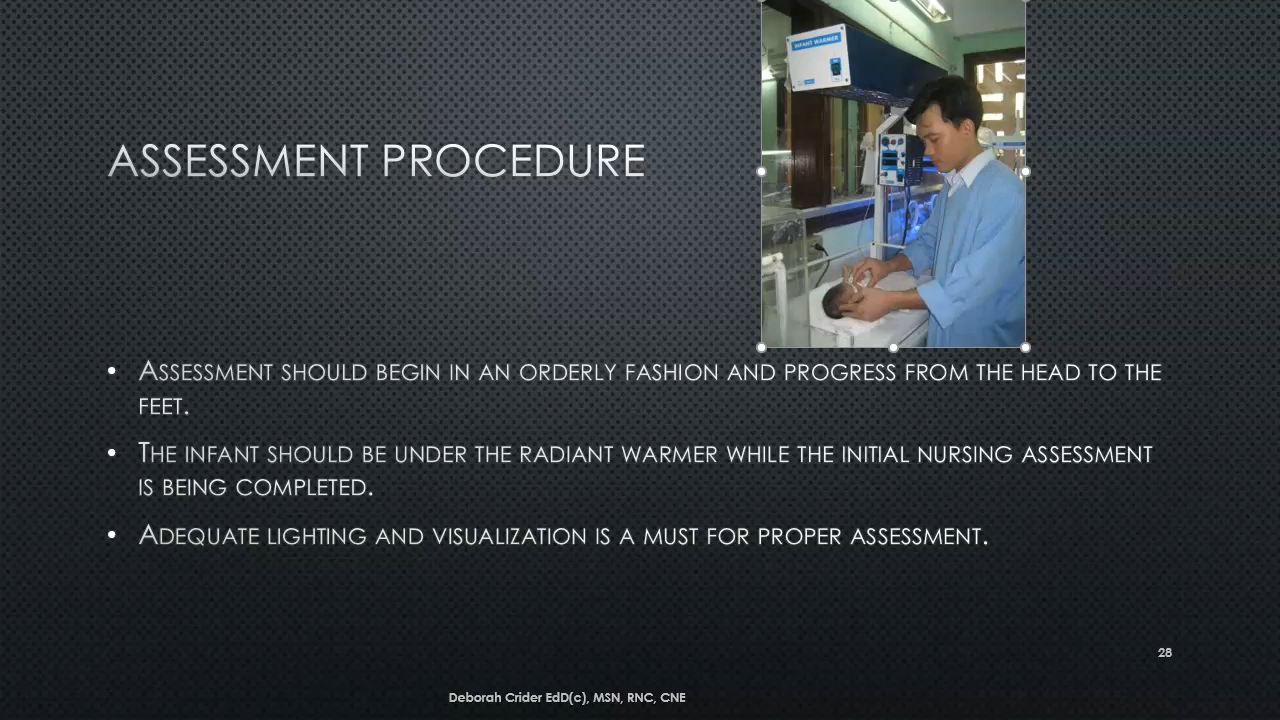 INFANT WARMER
ASSESSMENT PROCEDURE
• ASSESSMENT SHOULD BEGIN IN AN ORDERLY FASHION AND PROGRESS FROM THE HEAD TO THE
FEET.
• THE INFANT SHOULD BE UNDER THE RADIANT WARMER WHILE THE INITIAL NURSING ASSESSMENT
IS BEING COMPLETED.
• ADEQUATE LIGHTING AND VISUALIZATION IS A MUST FOR PROPER ASSESSMENT.
28
Deborah Crider EdD(c), MSN, RNC, CNE